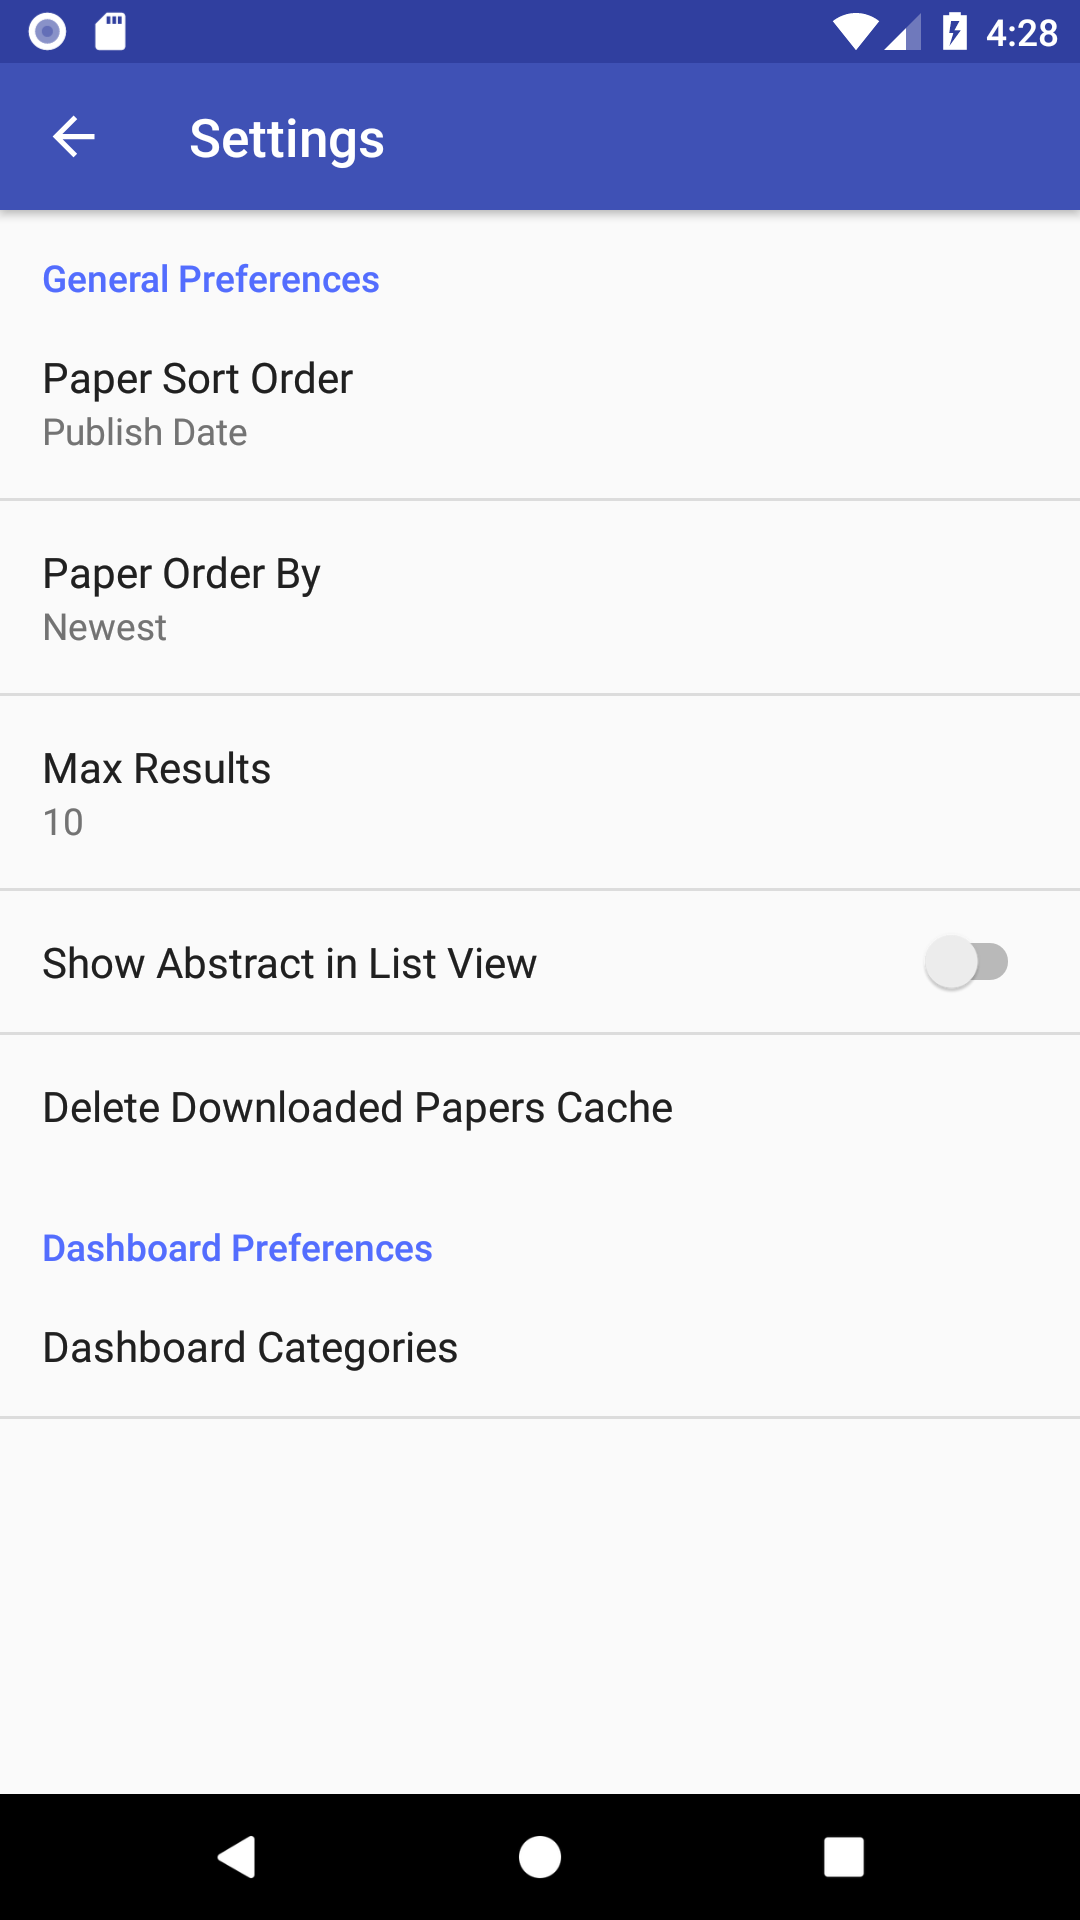 4:28
Settings
General Preferences
Paper Sort Order
Publish Date
Paper Order By
Newest
Max Results
10
Show Abstract in List View
Delete Downloaded Papers Cache
Dashboard Preferences
Dashboard Categories